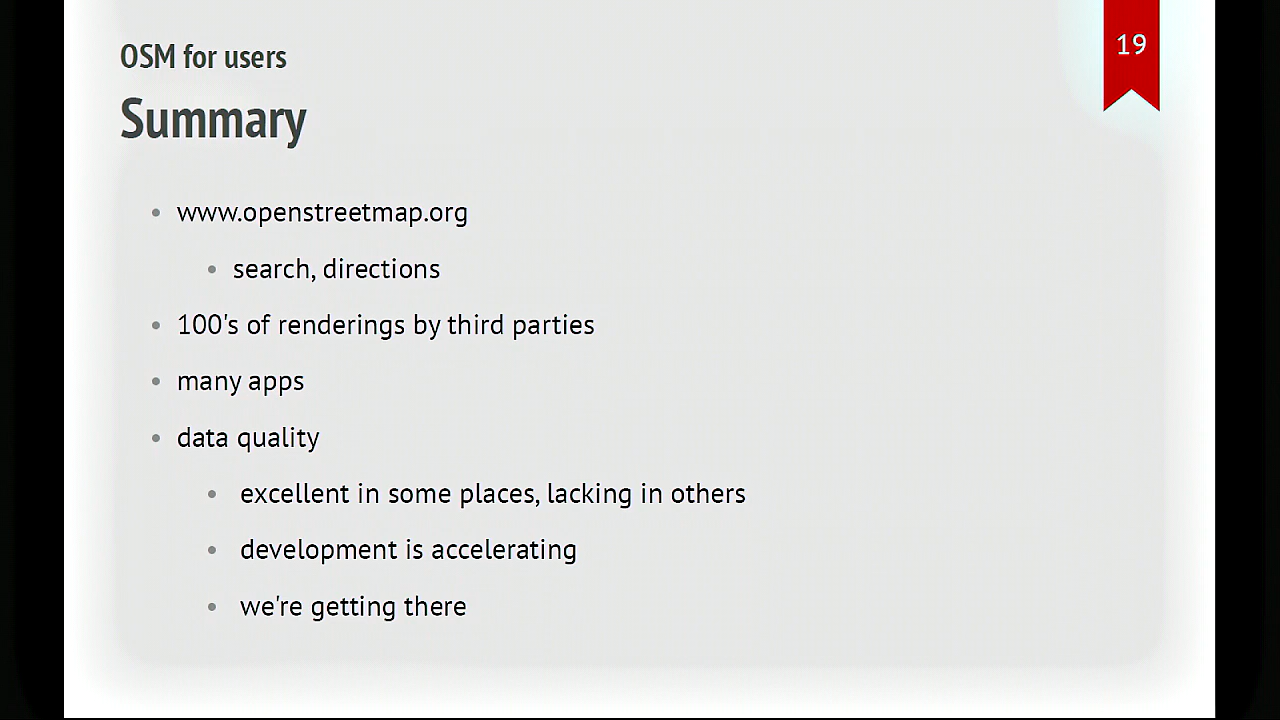 OSM for users
19
Summary
www.openstreetmap.org
search, directions
100's of renderings by third parties
many apps
data quality
excellent in some places, lacking in others
development is accelerating
we're getting there